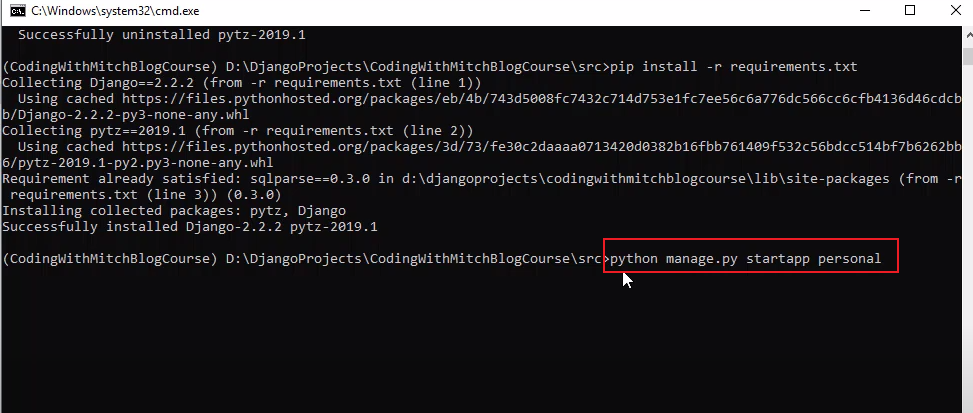 C:\Windows\system32\cmd.exe
Successfully uninstalled pytz-2019.1
(CodingWithMitchBlogCourse) D:\DjangoProjects\CodingWithMitchBlogCourse\src>pip install -r requirements.txt
Collecting Django==2.2.2 (from -r requirements.txt (line 1))
Using cached https://files.pythonhosted.org/packages/eb/4b/743d5008fc7432c714d753e1fc7ee56c6a776dc566cc6cfb4136d46cdcb
b/Django-2.2.2-py3-none-any.whl
Collecting pytz==2019.1 (from -r requirements.txt (line 2))
Using cached https://files.pythonhosted.org/packages/3d/73/fe30c2daaaa0713420d0382b16fbb761409f532c56bdcc514bf7b6262bb
6/pytz-2019.1-py2.py3-none-any.whl
Requirement already satisfied: sqlparse==0.3.0 in d:\djangoprojects\codingwithmitchblogcourse\lib\site-packages (from -r
requirements.txt (line 3)) (0.3.0)
Installing collected packages: pytz, Django
Successfully installed Django-2.2.2 pytz-2019.1
(CodingWithMitchBlogCourse) D:\DjangoProjects\CodingWithMitchBlogCourse\src>python manage.py startapp personal